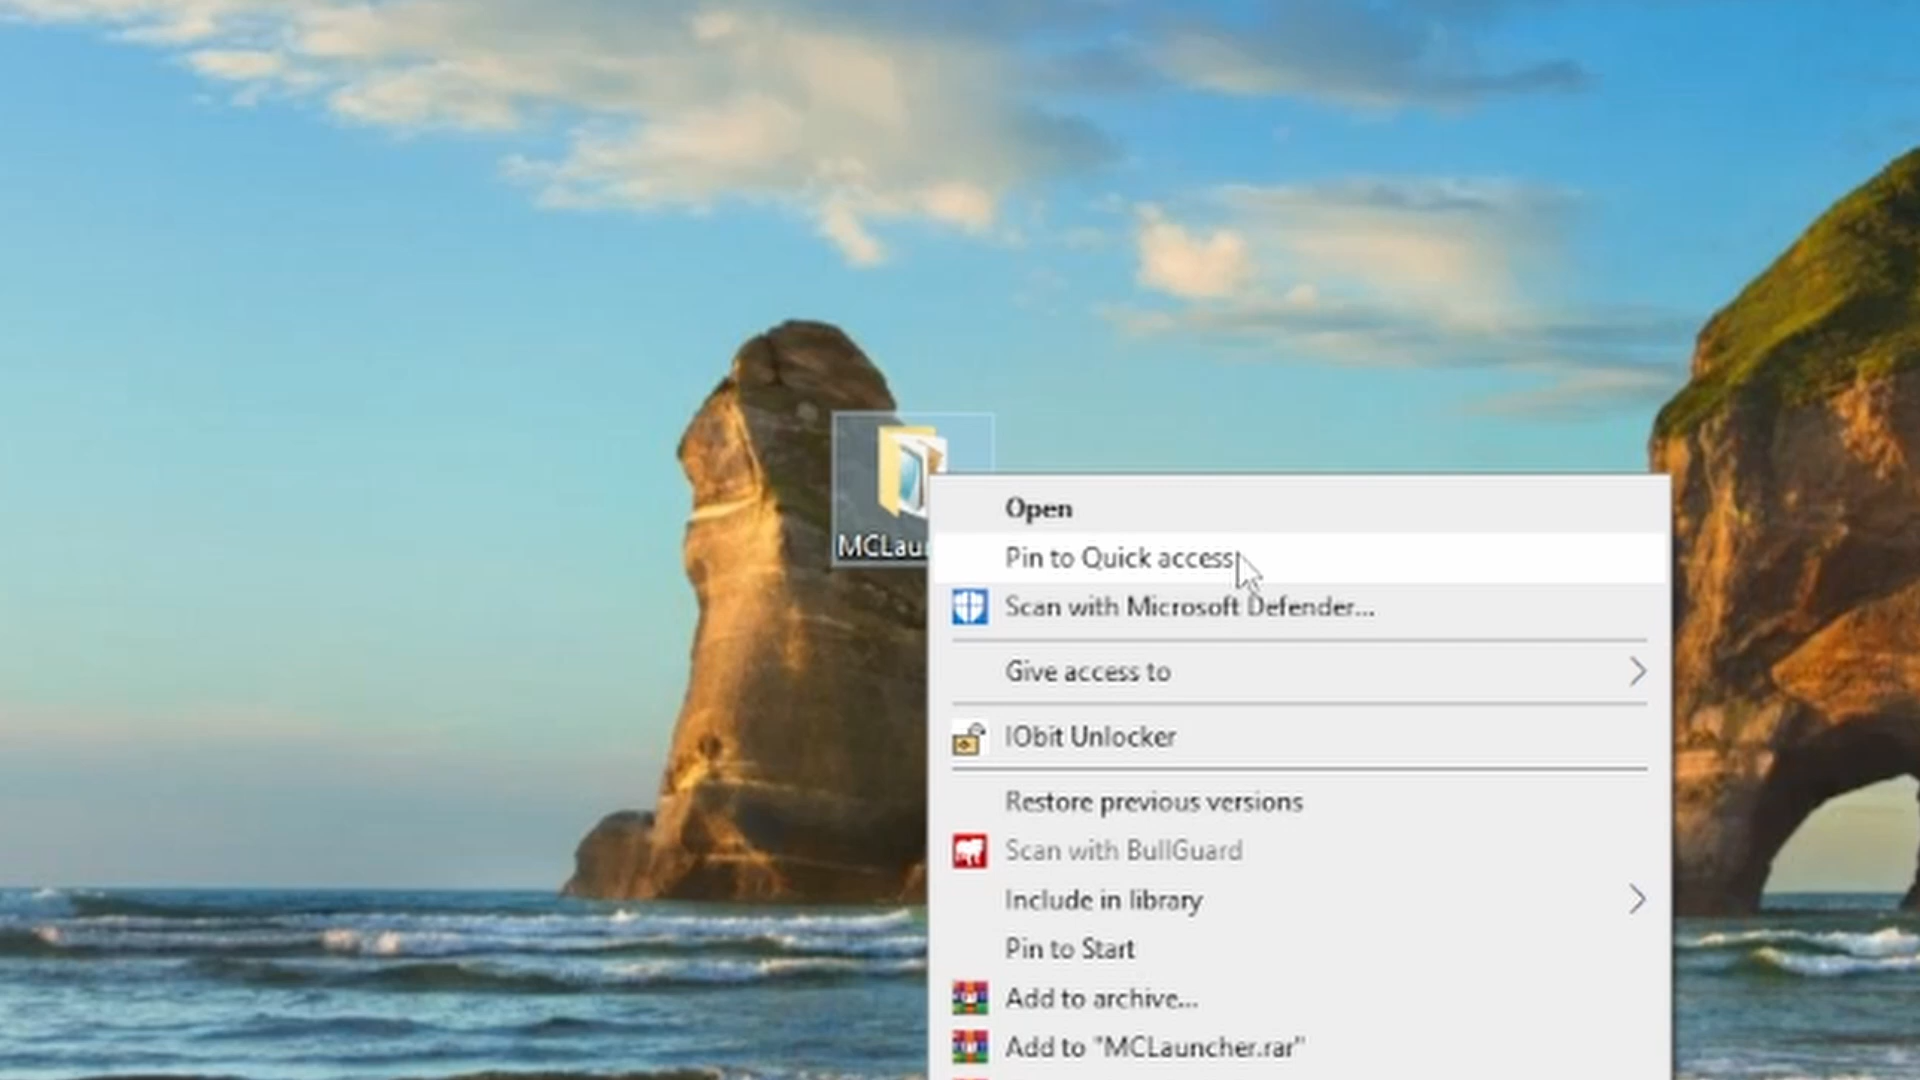 MCLau
Open
Pin to Quick access
Scan with Microsoft Defender...
Give access to
IObit Unlocker
Restore previous versions
Scan with BullGuard
Include in library
Pin to Start
Add to archive...
Add to "MCLauncher.rar"